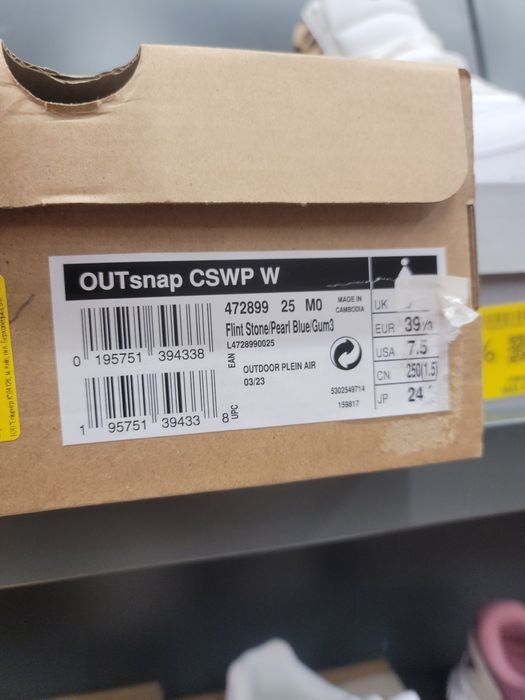 OUTsnap CSWP W
472899 25 M0
MADE IN
CAMBODIA
Flint Stone/Pearl Blue/Gum3
L4728990025
EAN
0 195751 394338
OUTDOOR PLEIN AIR
03/23
5302549714
159817
1 95751 39433 8
UPC
UK
EUR 39 1/3
USA 7.5
CN 250(1.5)
JP 24